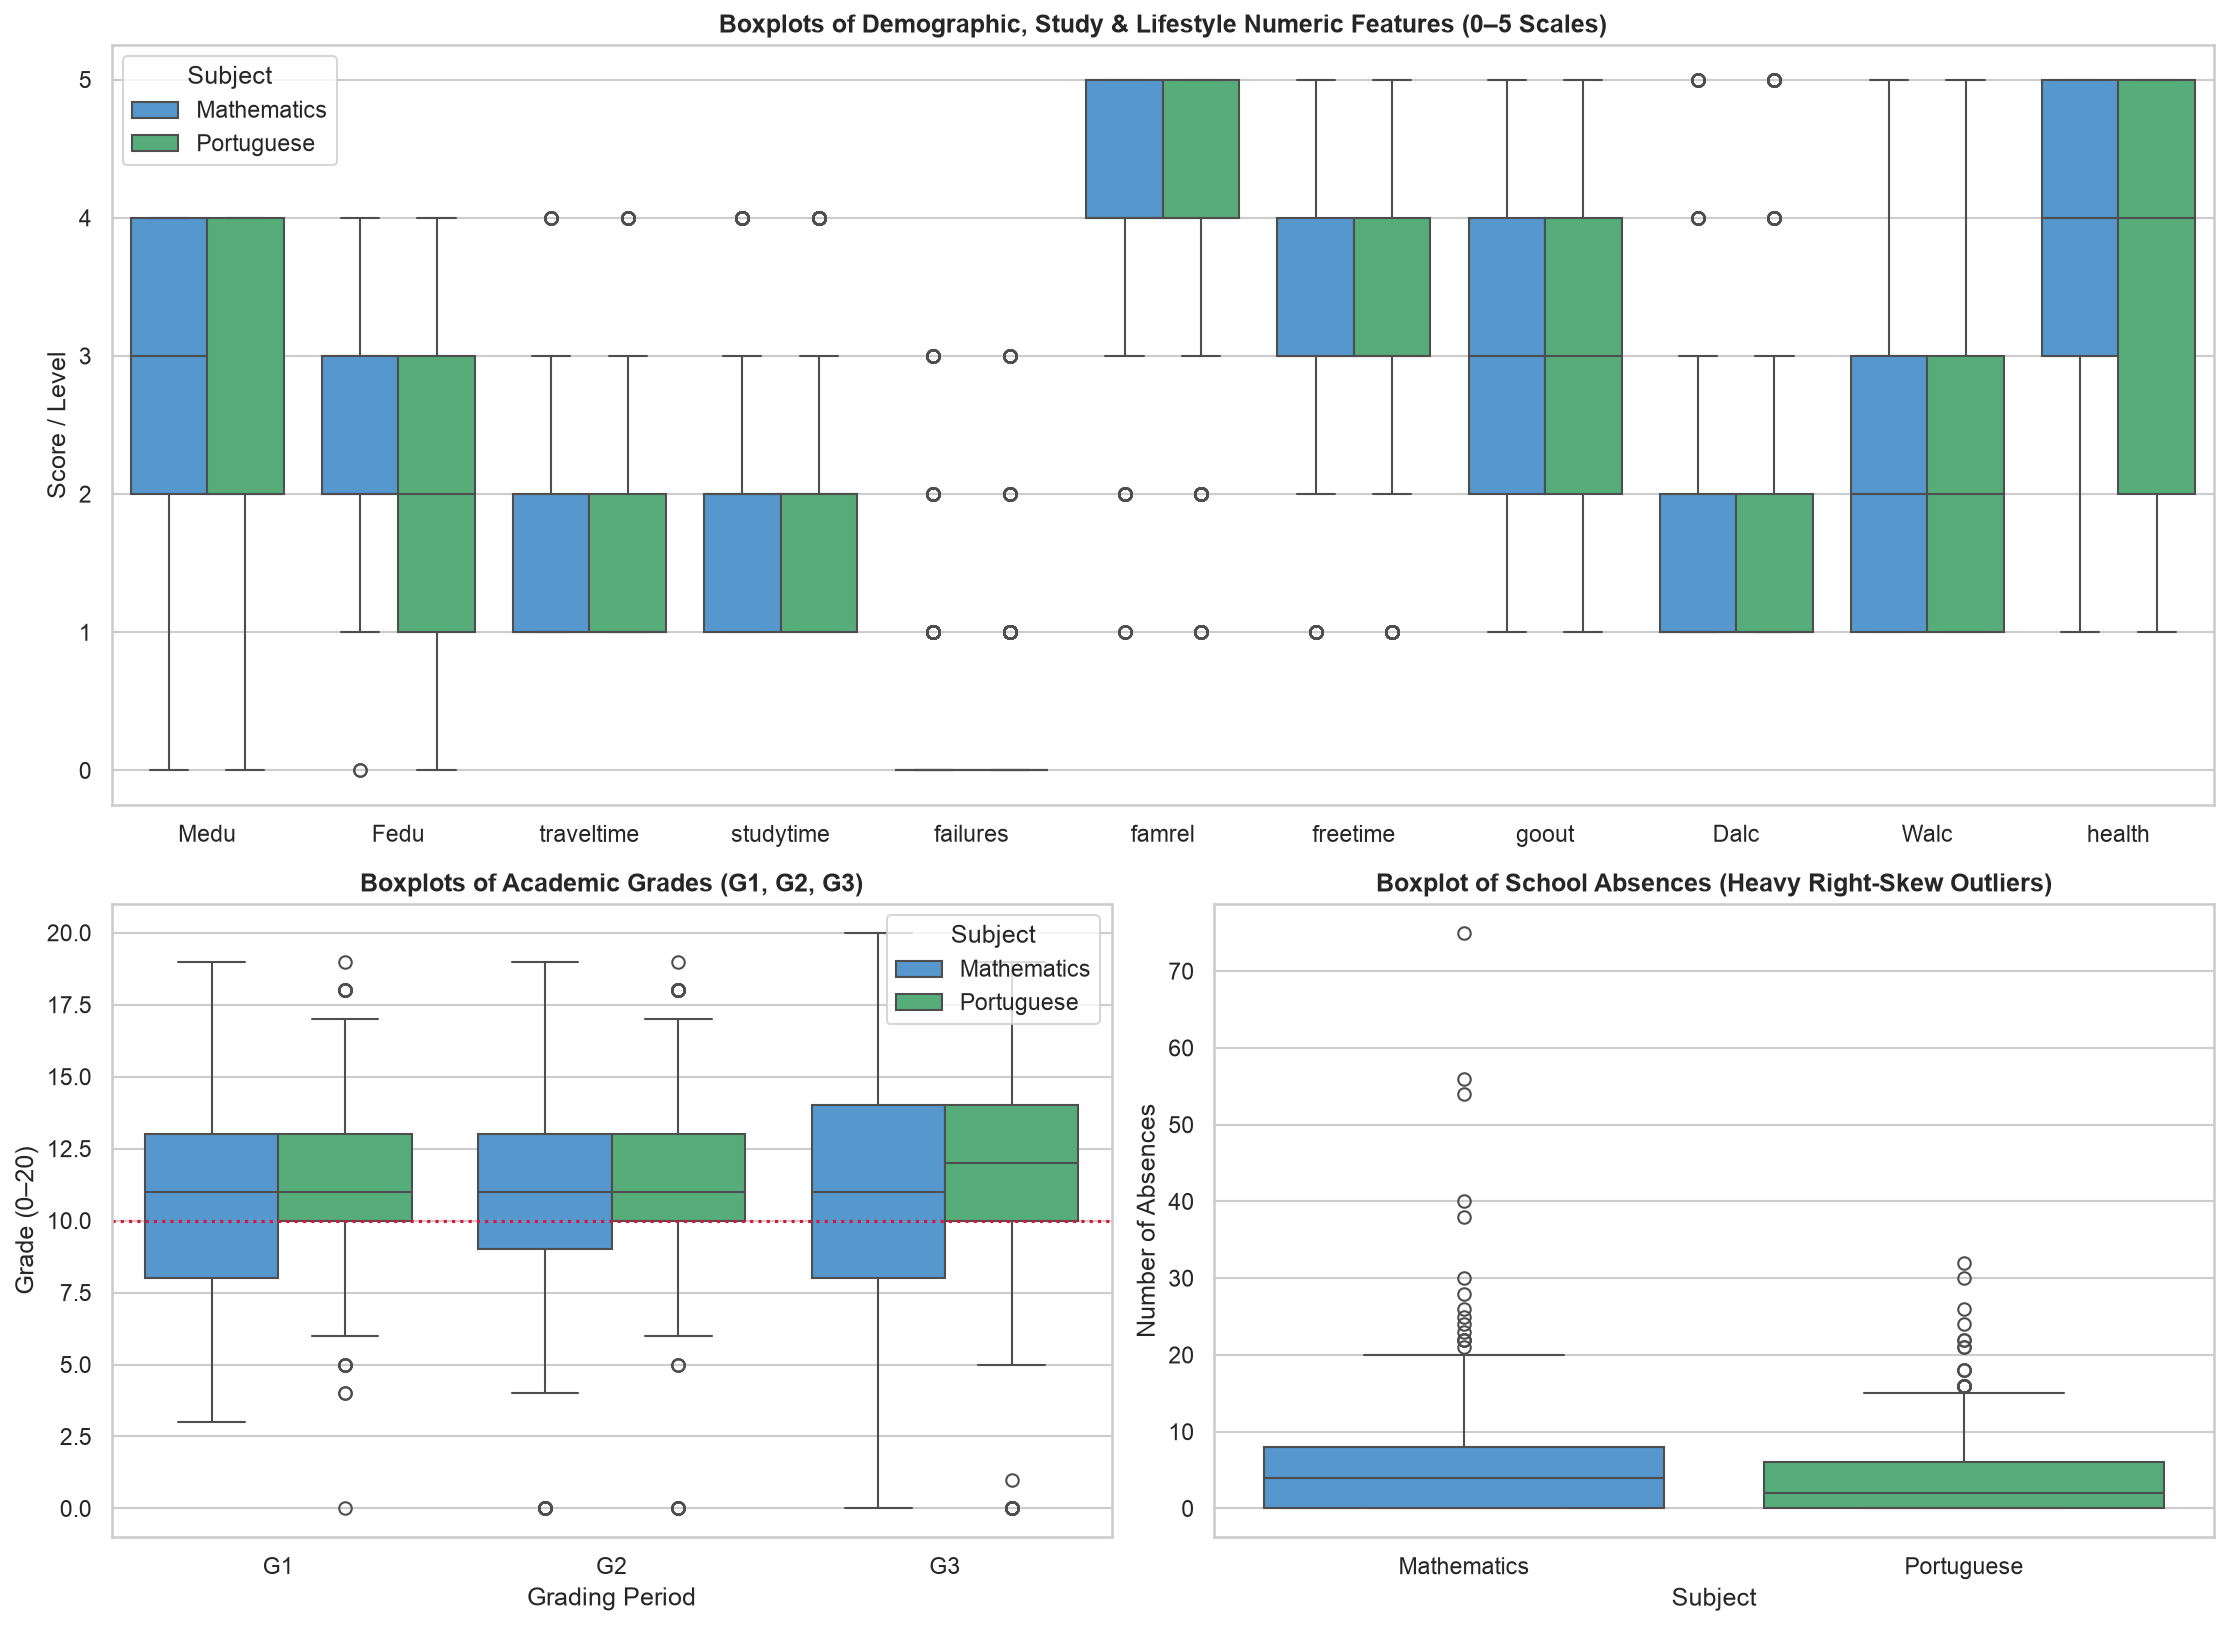 Boxplots of Demographic, Study & Lifestyle Numeric Features (0–5 Scales)
Subject
Mathematics
Portuguese
Score / Level
5
4
3
2
1
0
Medu Fedu traveltime studytime failures famrel freetime goout Dalc Walc health
Boxplots of Academic Grades (G1, G2, G3)
Subject
Mathematics
Portuguese
Grade (0–20)
20.0
17.5
15.0
12.5
10.0
7.5
5.0
2.5
0.0
G1 G2 G3
Grading Period
Boxplot of School Absences (Heavy Right-Skew Outliers)
Number of Absences
70
60
50
40
30
20
10
0
Mathematics Portuguese
Subject